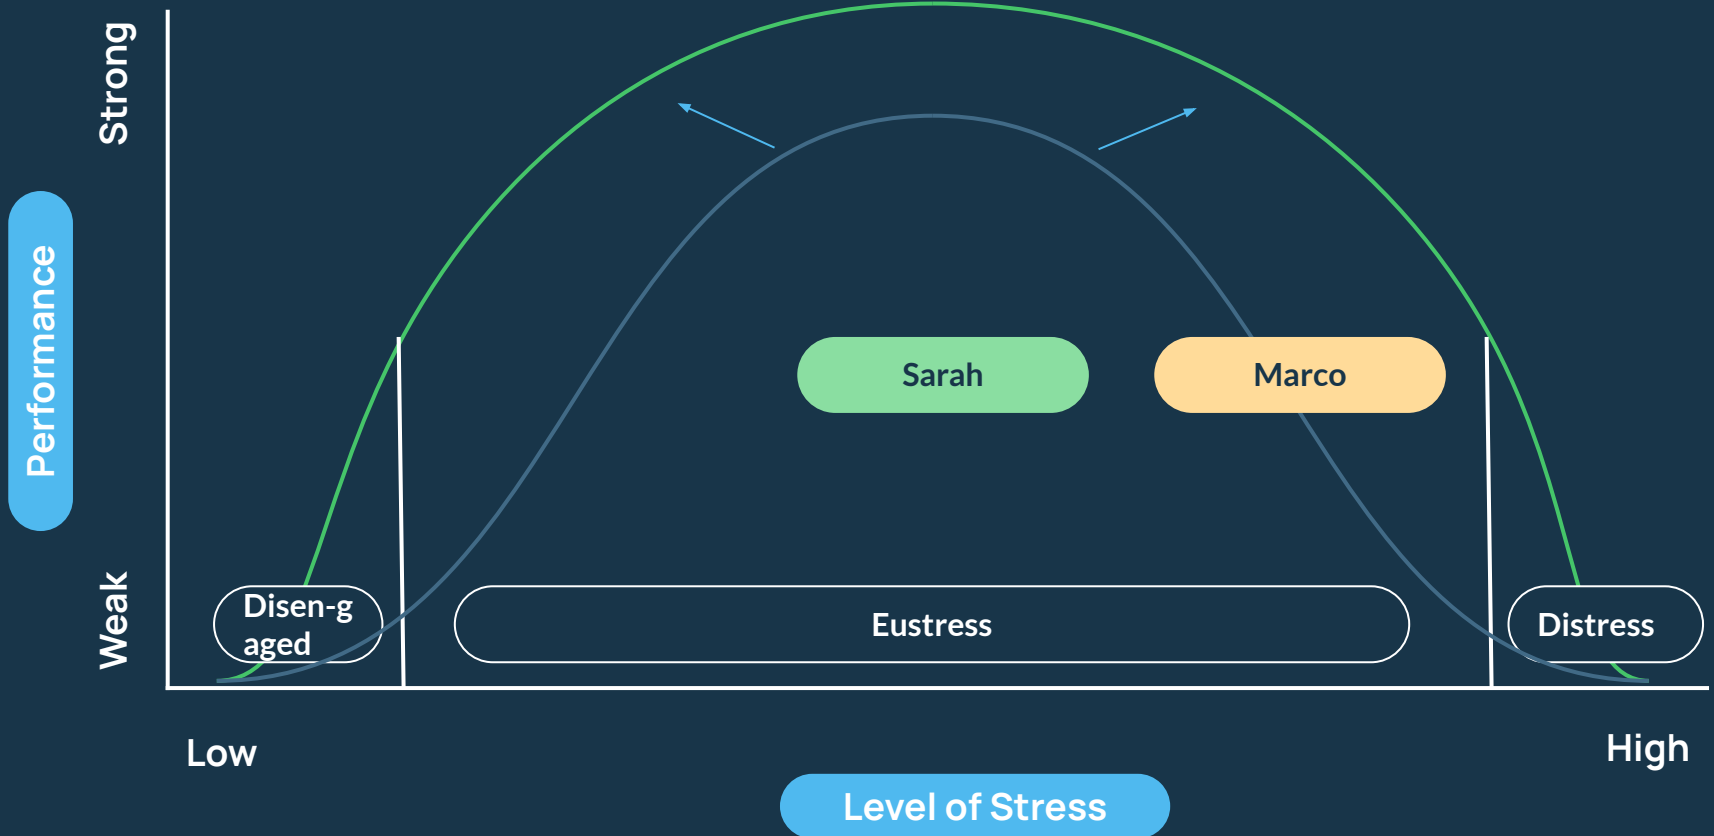 Strong
Performance
Weak
Sarah
Marco
Disen-g
aged
Eustress
Distress
Low
High
Level of Stress